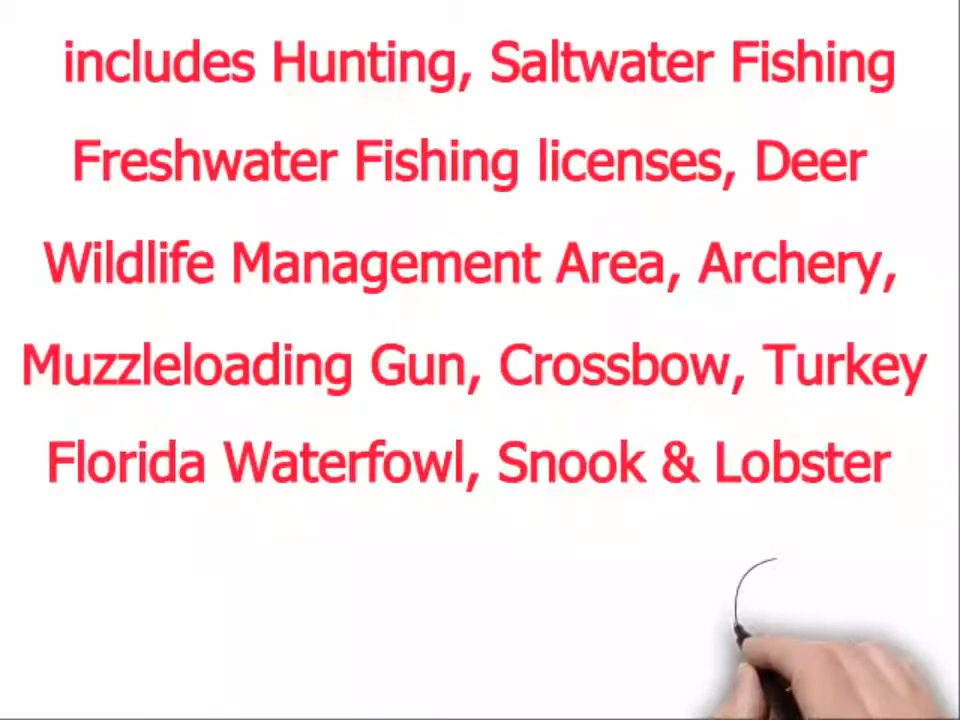 includes Hunting, Saltwater Fishing
Freshwater Fishing licenses, Deer
Wildlife Management Area, Archery,
Muzzleloading Gun, Crossbow, Turkey
Florida Waterfowl, Snook & Lobster